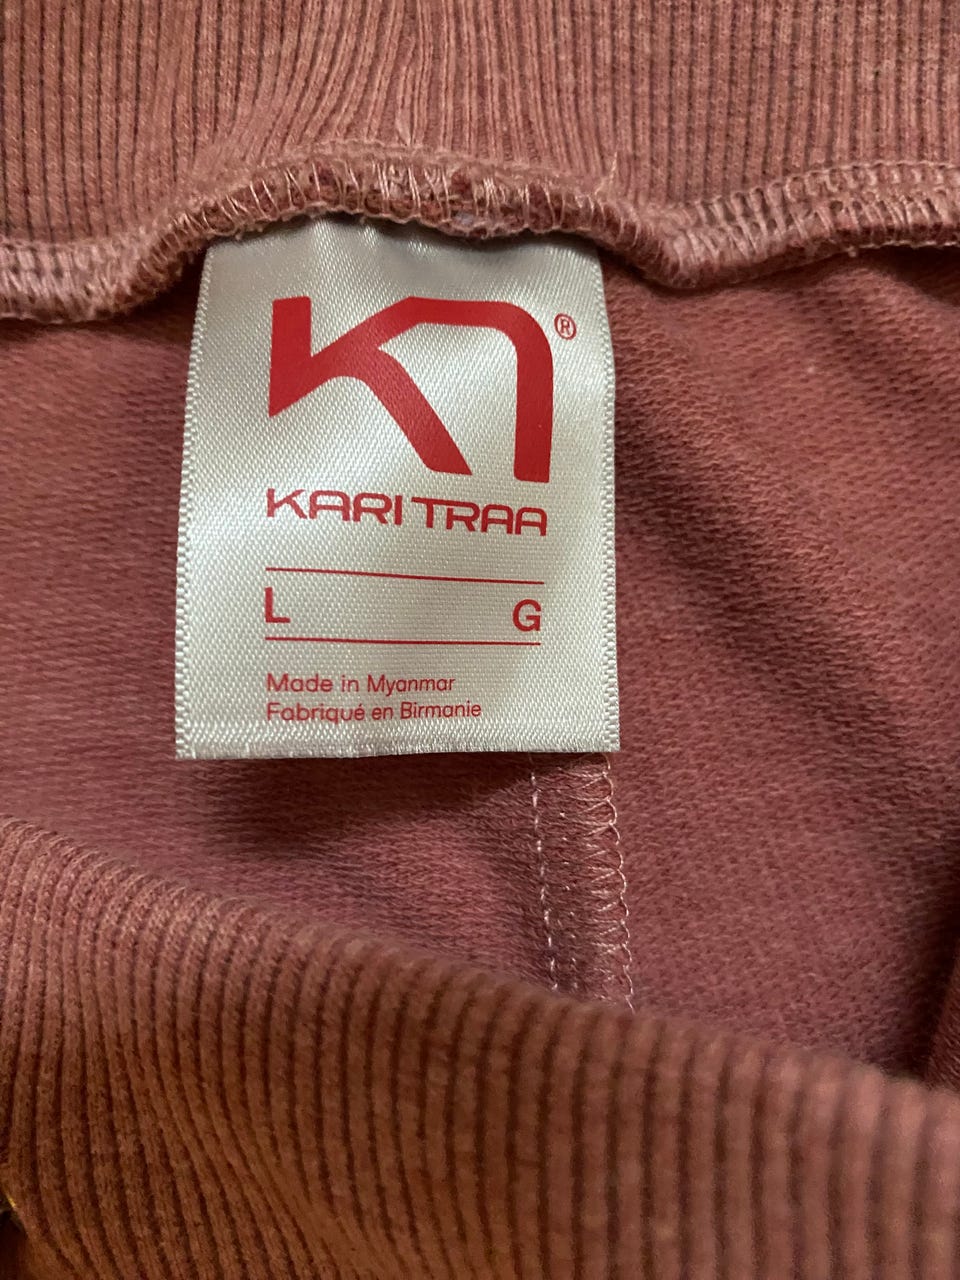 ®
KARI TRAA
L G
Made in Myanmar
Fabriqué en Birmanie